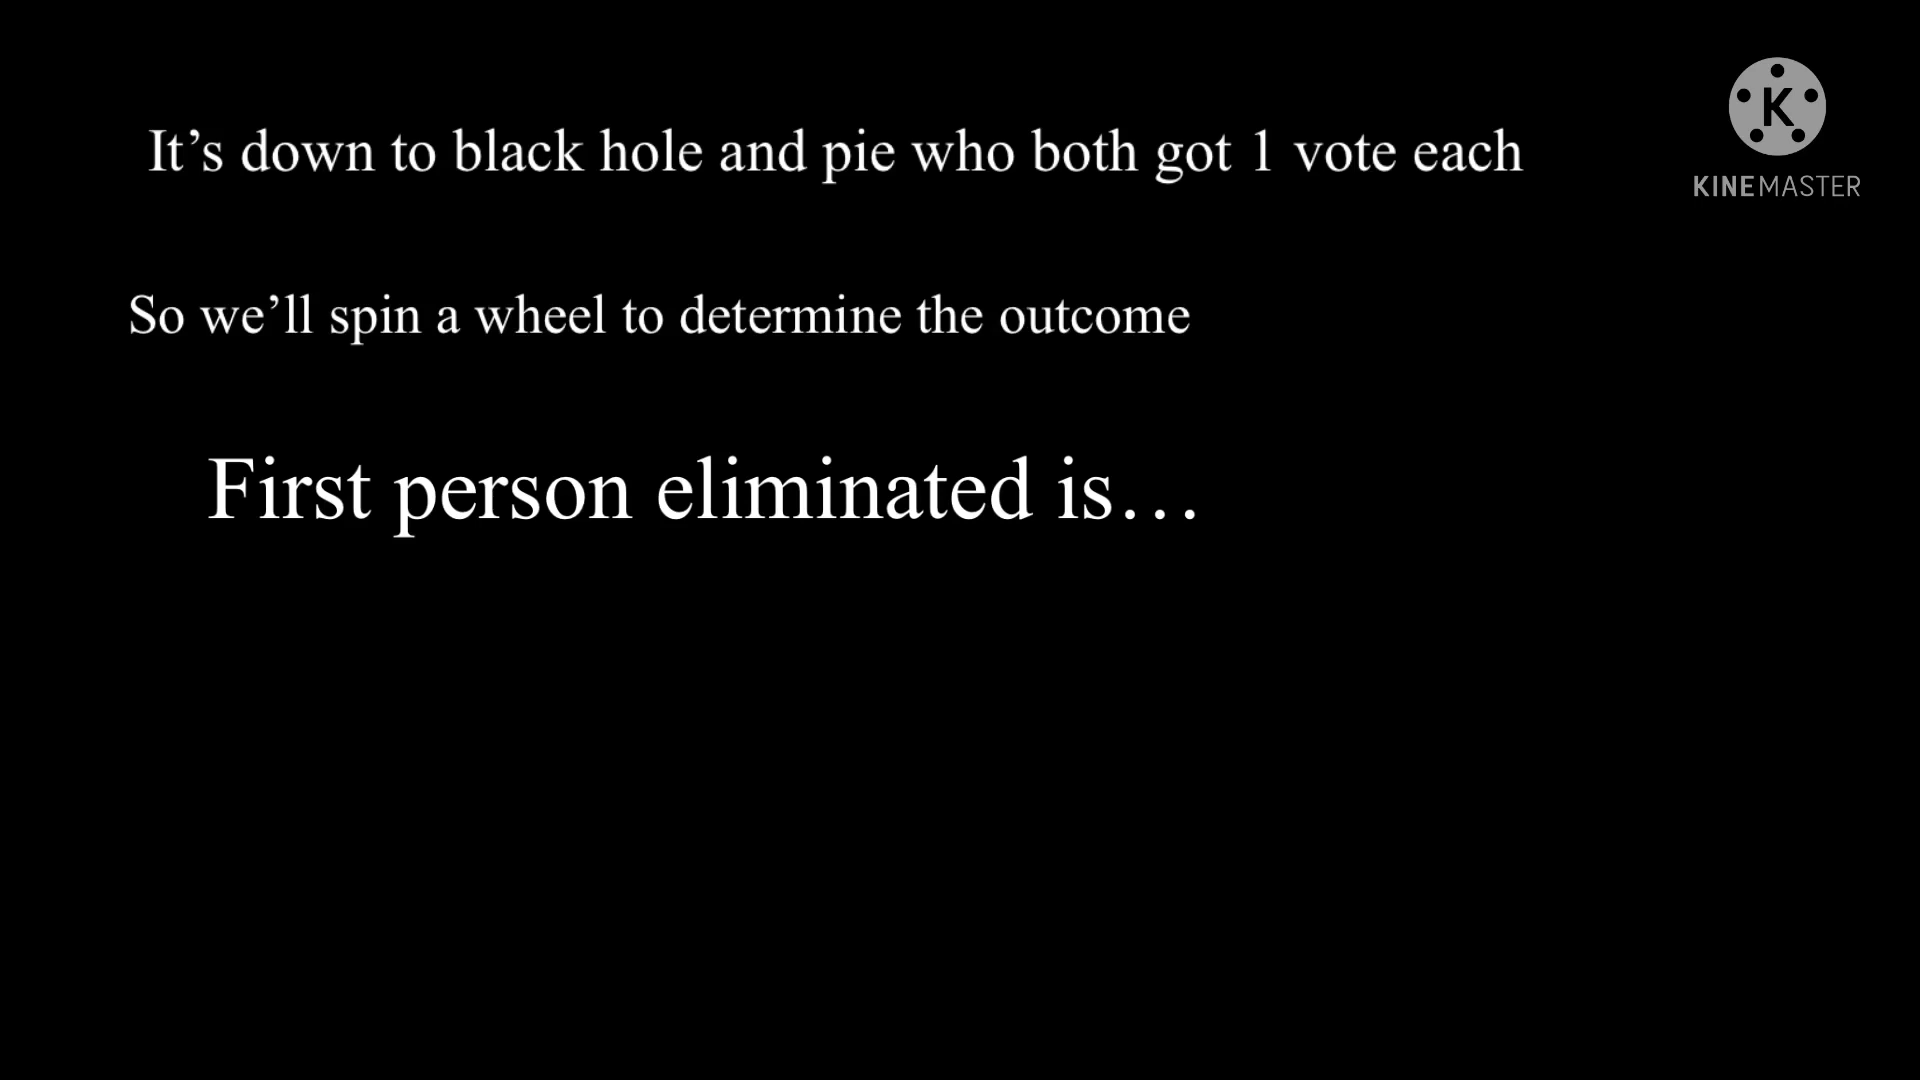 It’s down to black hole and pie who both got 1 vote each
K
KINEMASTER
So we’ll spin a wheel to determine the outcome
First person eliminated is…